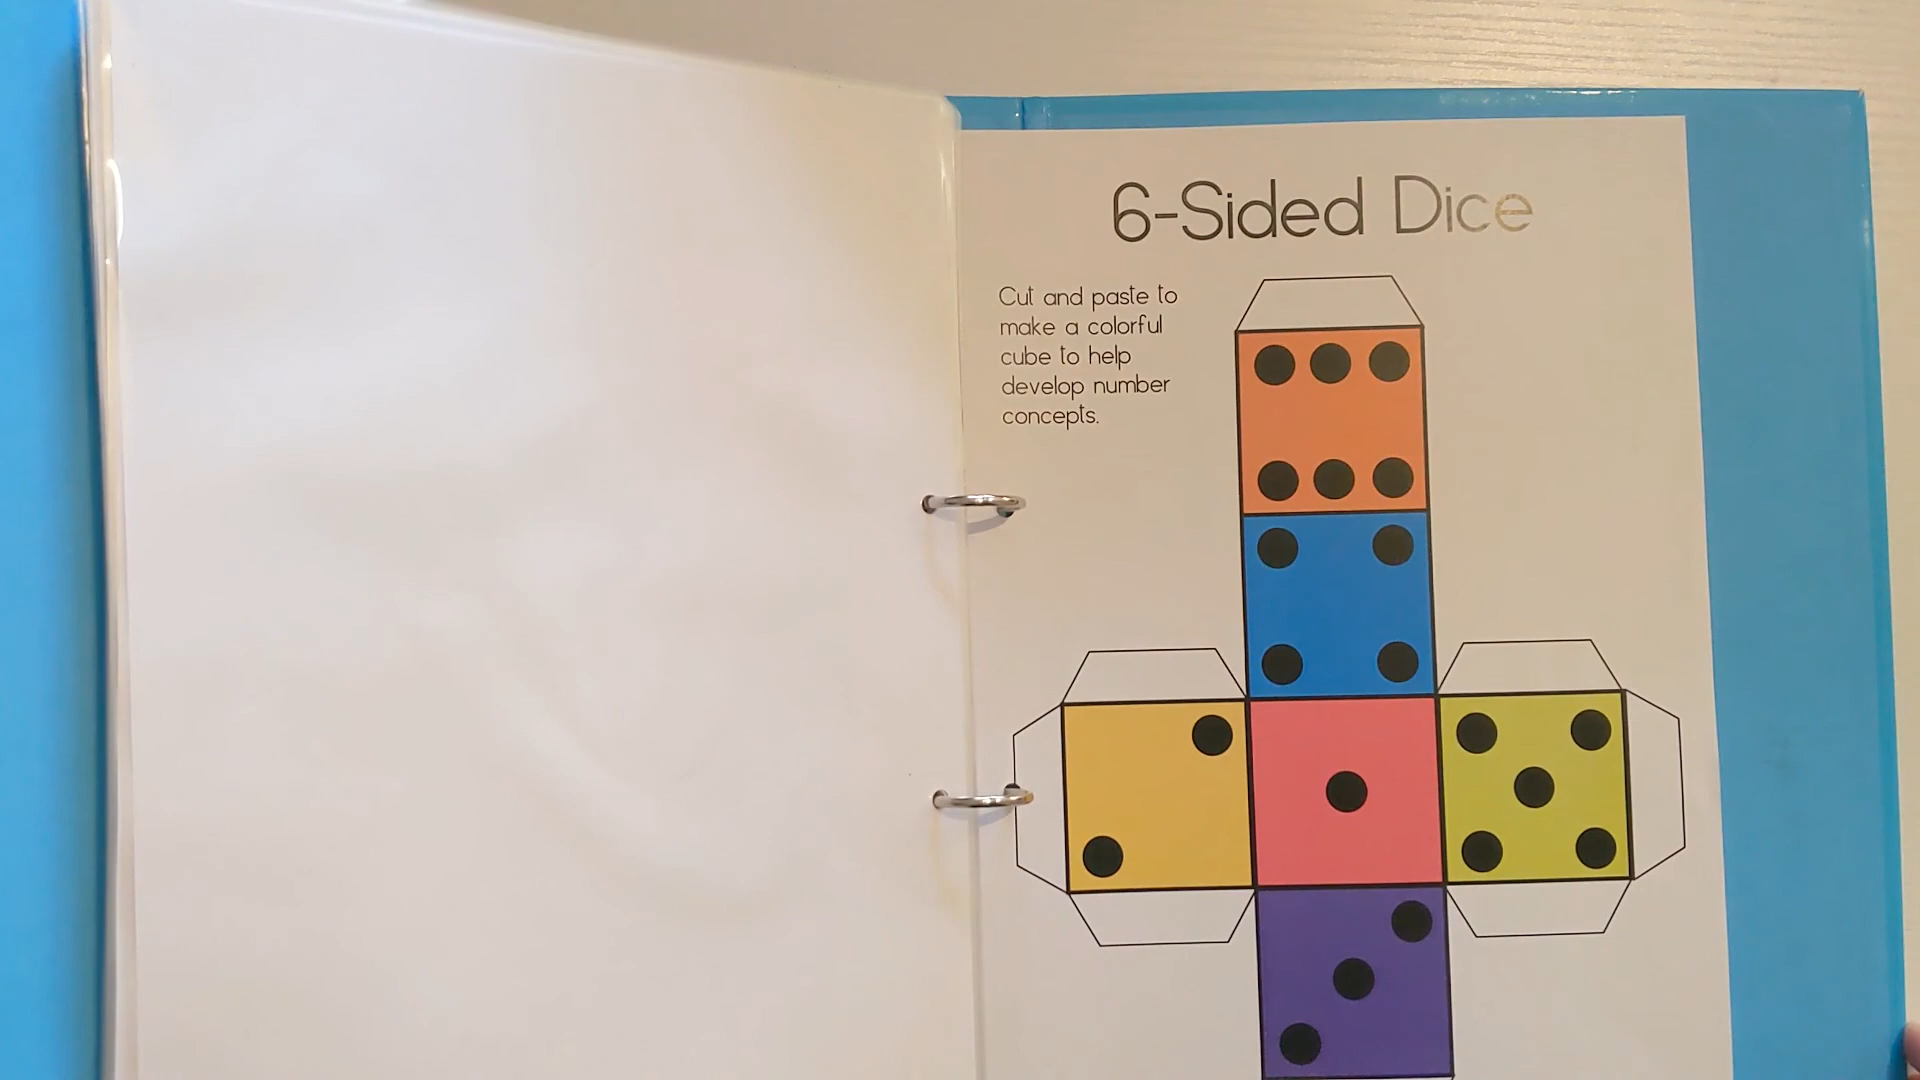 6-Sided Dice
Cut and paste to
make a colorful
cube to help
develop number
concepts.